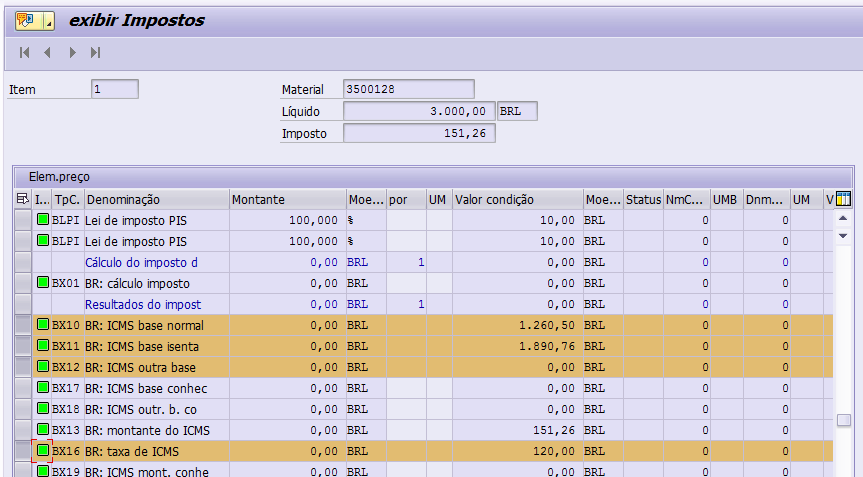 exibir Impostos
Item 1 Material 3500128
Líquido 3.000,00 BRL
Imposto 151,26
Elem.preço
I... TpC. Denominação Montante Moe... por UM Valor condição Moe... Status NmC... UMB Dnm... UM V
BLPI Lei de imposto PIS 100,000 % 10,00 BRL 0 0
BLPI Lei de imposto PIS 100,000 % 10,00 BRL 0 0
Cálculo do imposto d 0,00 BRL 1 0,00 BRL 0 0
BX01 BR: cálculo imposto 0,00 BRL 0,00 BRL 0 0
Resultados do impost 0,00 BRL 1 0,00 BRL 0 0
BX10 BR: ICMS base normal 0,00 BRL 1.260,50 BRL 0 0
BX11 BR: ICMS base isenta 0,00 BRL 1.890,76 BRL 0 0
BX12 BR: ICMS outra base 0,00 BRL 0,00 BRL 0 0
BX17 BR: ICMS base conhec 0,00 BRL 0,00 BRL 0 0
BX18 BR: ICMS outr. b. co 0,00 BRL 0,00 BRL 0 0
BX13 BR: montante do ICMS 0,00 BRL 151,26 BRL 0 0
BX16 BR: taxa de ICMS 0,00 BRL 120,00 BRL 0 0
BX19 BR: ICMS mont. conhe 0,00 BRL 0,00 BRL 0 0